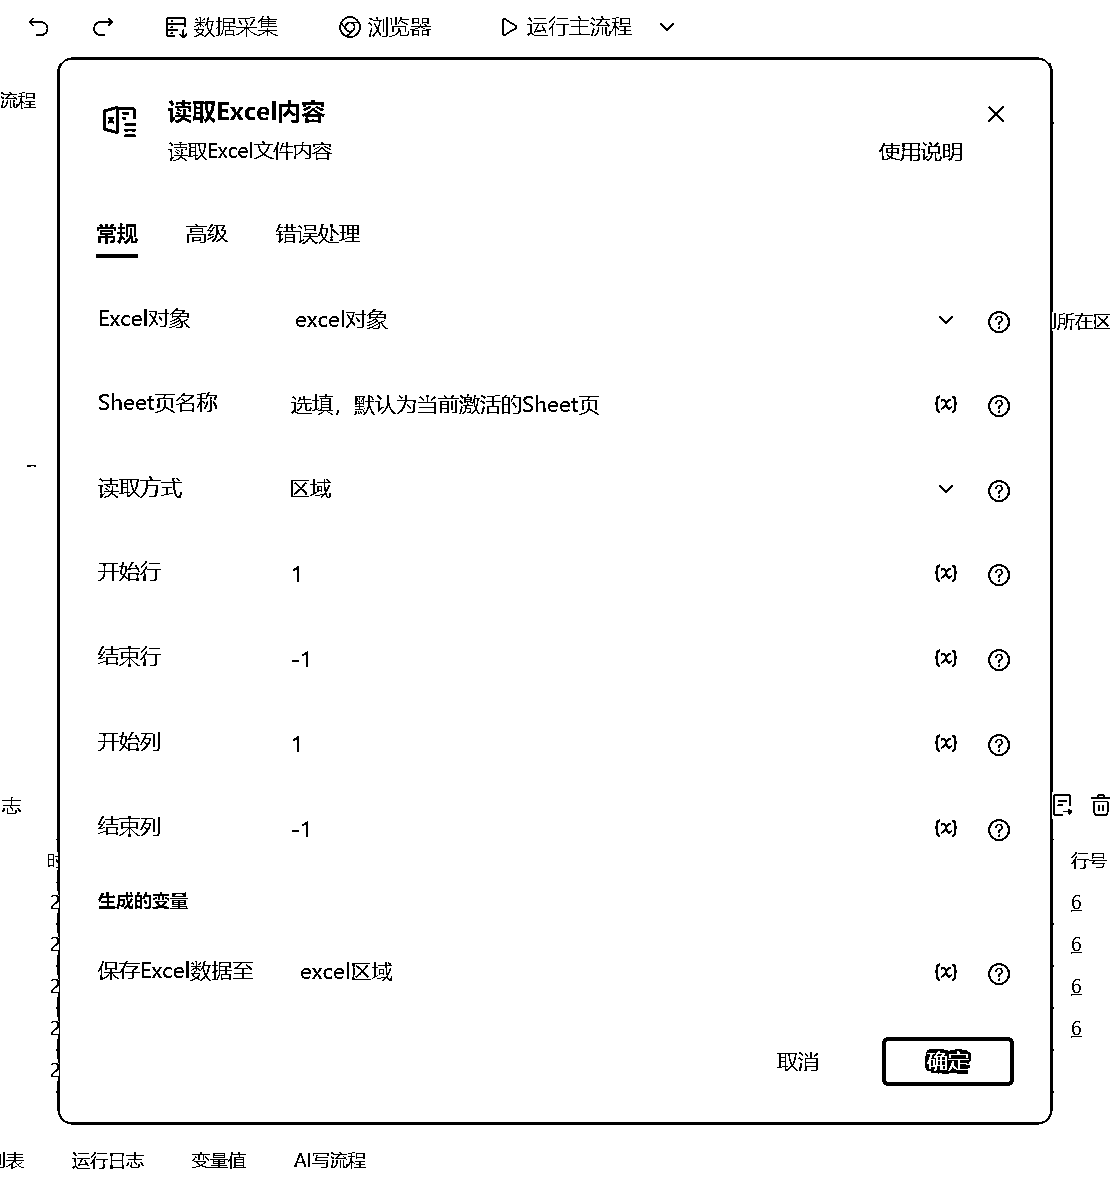 数据采集 浏览器 运行主流程
流程
读取Excel内容
读取Excel文件内容
使用说明
常规 高级 错误处理
Excel对象 excel对象
所在区
Sheet页名称 选填，默认为当前激活的Sheet页
读取方式 区域
开始行 1
结束行 -1
开始列 1
志
结束列 -1
时 行号
生成的变量
2 6
2 6
保存Excel数据至 excel区域
2 6
2 6
取消 确定
2
列表 运行日志 变量值 AI写流程